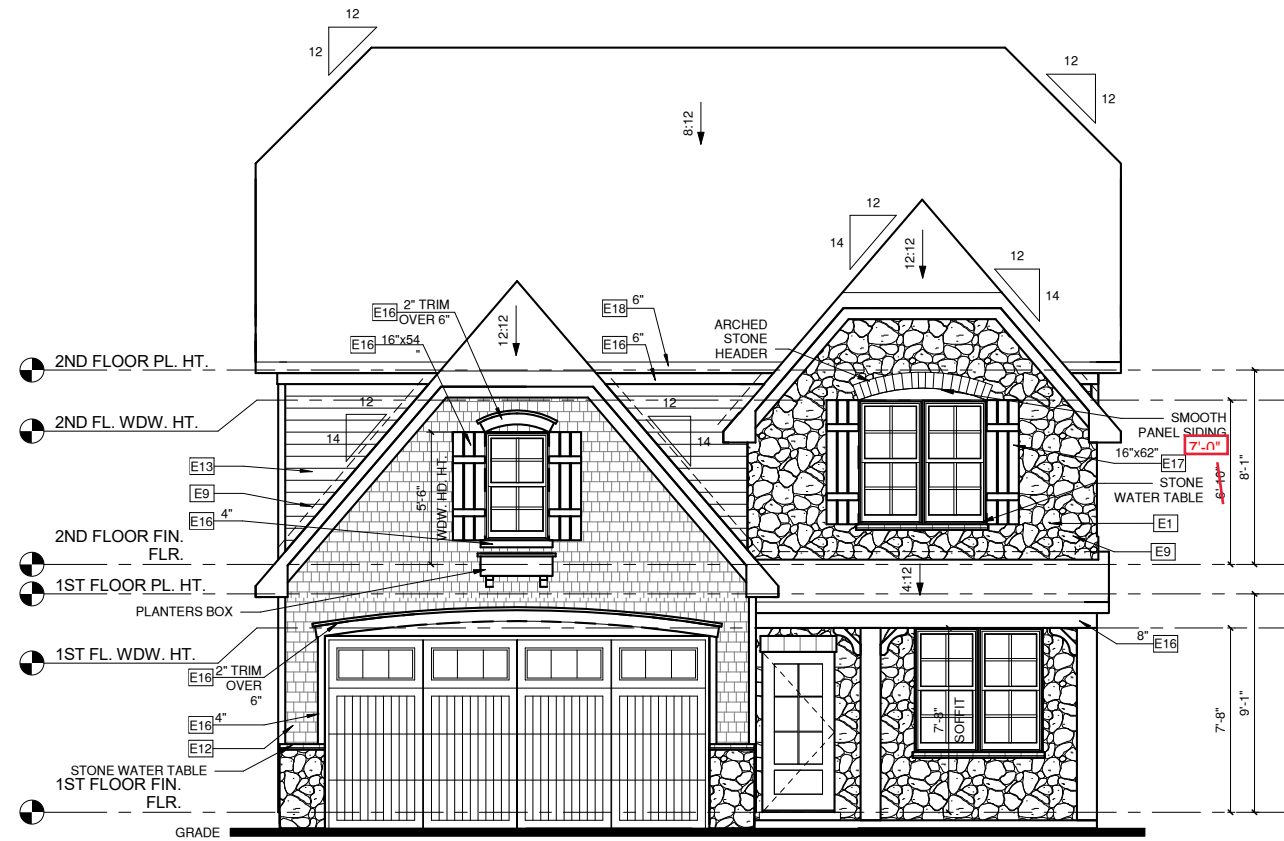 12
12
12
12
8:12
12
14
12:12
12
14
E16 2" TRIM
OVER 6"
E16 16"x54
"
12:12
E18 6"
E16 6"
ARCHED
STONE
HEADER
2ND FLOOR PL. HT.
2ND FL. WDW. HT.
12
14
12
14
E13
E9
E16 4"
5'-6"
WDW. HD. HT.
SMOOTH
PANEL SIDING
7'-0"
16"x62"
E17
STONE
WATER TABLE
6'-10"
8'-1"
E1
E9
2ND FLOOR FIN.
FLR.
1ST FLOOR PL. HT.
PLANTERS BOX
4:12
1ST FL. WDW. HT.
8"
E16
E16 2" TRIM
OVER
6"
E16 4"
E12
STONE WATER TABLE
7'-8"
SOFFIT
7'-8"
9'-1"
1ST FLOOR FIN.
FLR.
GRADE